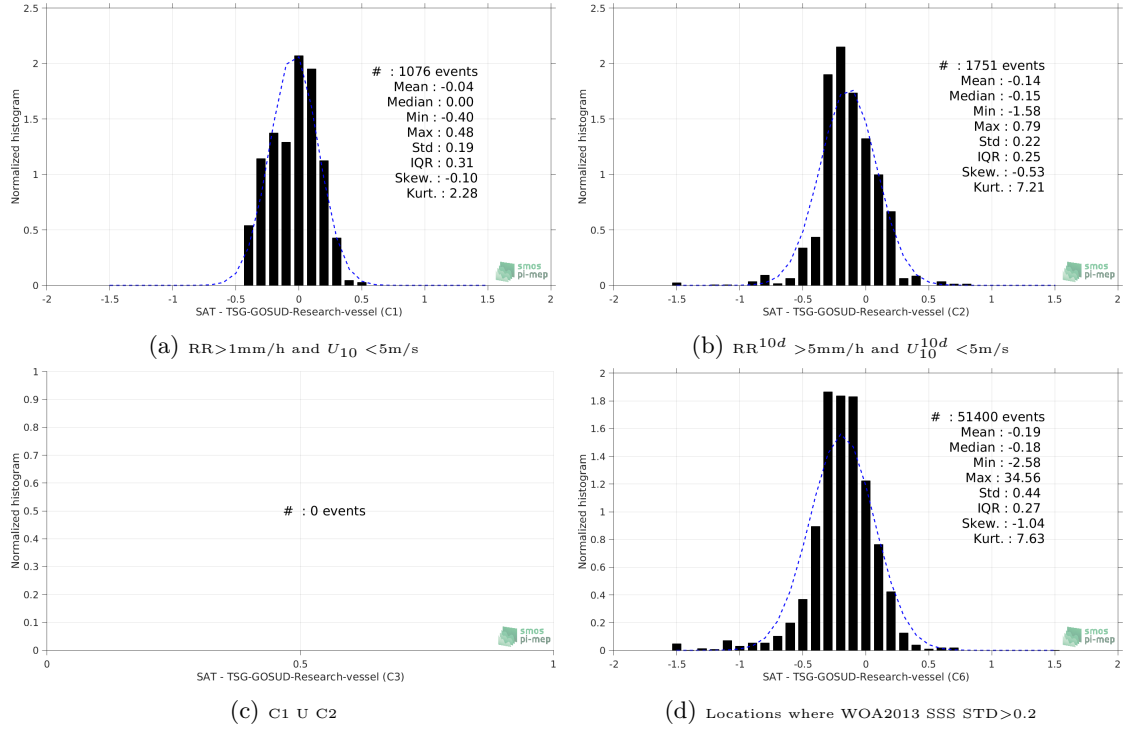 2.5
2
1.5
1
0.5
0
-2 -1.5 -1 -0.5 0 0.5 1 1.5 2
Normalized histogram
SAT - TSG-GOSUD-Research-vessel (C1)
# : 1076 events
Mean : -0.04
Median : 0.00
Min : -0.40
Max : 0.48
Std : 0.19
IQR : 0.31
Skew. : -0.10
Kurt. : 2.28
smos
pi-mep
(a) RR>1mm/h and U10 <5m/s
2.5
2
1.5
1
0.5
0
-2 -1.5 -1 -0.5 0 0.5 1 1.5 2
Normalized histogram
SAT - TSG-GOSUD-Research-vessel (C2)
# : 1751 events
Mean : -0.14
Median : -0.15
Min : -1.58
Max : 0.79
Std : 0.22
IQR : 0.25
Skew. : -0.53
Kurt. : 7.21
smos
pi-mep
(b) RR10d >5mm/h and U10d10 <5m/s
1
0.9
0.8
0.7
0.6
0.5
0.4
0.3
0.2
0.1
0
0 0.5 1
Normalized histogram
SAT - TSG-GOSUD-Research-vessel (C3)
# : 0 events
smos
pi-mep
(c) C1 U C2
2
1.8
1.6
1.4
1.2
1
0.8
0.6
0.4
0.2
0
-2 -1.5 -1 -0.5 0 0.5 1 1.5 2
Normalized histogram
SAT - TSG-GOSUD-Research-vessel (C6)
# : 51400 events
Mean : -0.19
Median : -0.18
Min : -2.58
Max : 34.56
Std : 0.44
IQR : 0.27
Skew. : -1.04
Kurt. : 7.63
smos
pi-mep
(d) Locations where WOA2013 SSS STD>0.2